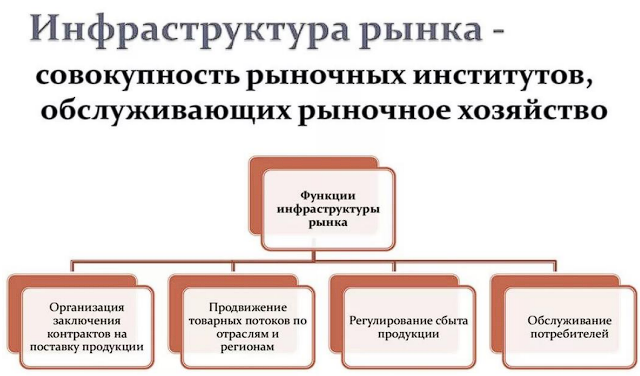 Инфраструктура рынка -
совокупность рыночных институтов,
обслуживающих рыночное хозяйство
Функции
инфраструктуры
рынка
Организация
заключения
контрактов на
поставку продукции
Продвижение
товарных потоков по
отраслям и
регионам
Регулирование сбыта
продукции
Обслуживание
потребителей